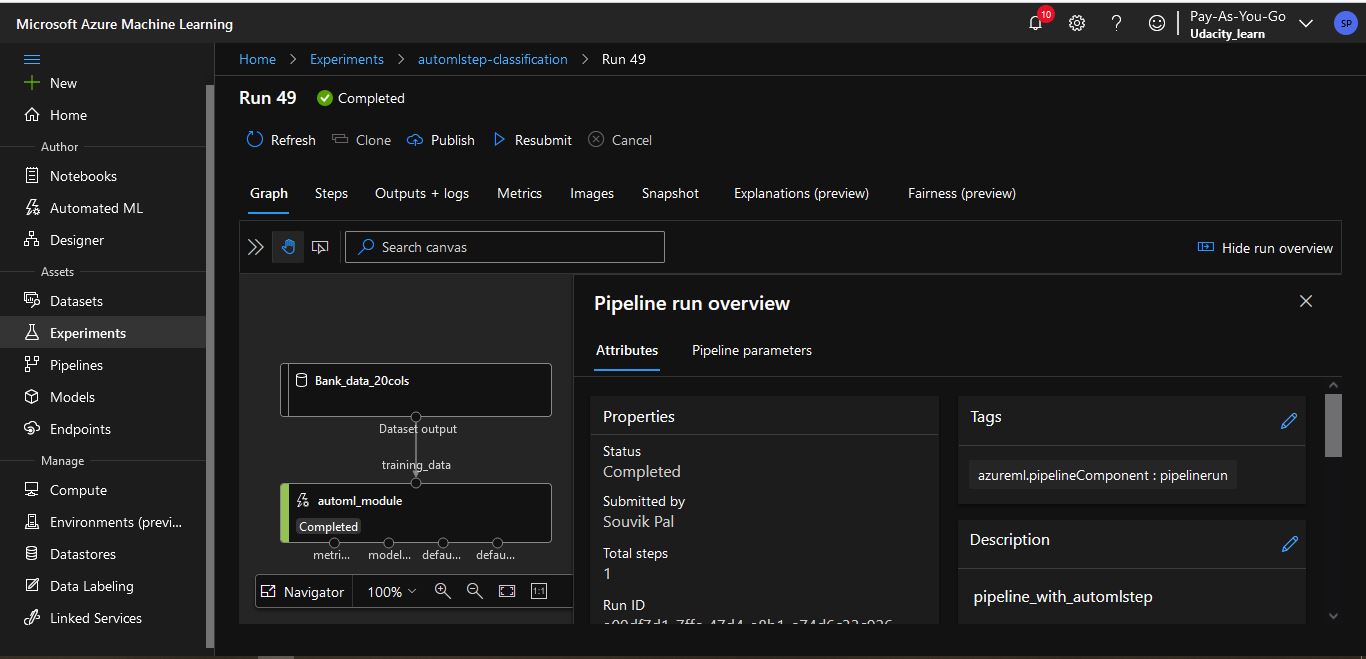 Microsoft Azure Machine Learning
10
Pay-As-You-Go
Udacity_learn
SP
New
Home
Author
Notebooks
Automated ML
Designer
Assets
Datasets
Experiments
Pipelines
Models
Endpoints
Manage
Compute
Environments (previ...
Datastores
Data Labeling
Linked Services
Home > Experiments > automlstep-classification > Run 49
Run 49 Completed
Refresh Clone Publish Resubmit Cancel
Graph Steps Outputs + logs Metrics Images Snapshot Explanations (preview) Fairness (preview)
Search canvas
Hide run overview
Bank_data_20cols
Dataset output
training_data
automl_module
Completed
metri... model... defau... defau...
Navigator 100% 1:1
Pipeline run overview
Attributes Pipeline parameters
Properties
Status
Completed
Submitted by
Souvik Pal
Total steps
1
Run ID
Tags
azureml.pipelineComponent : pipelinerun
Description
pipeline_with_automlstep